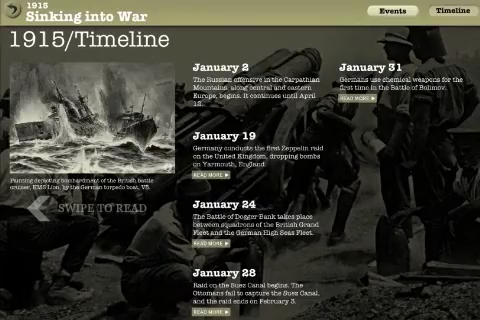 1915
Sinking into War
Events
Timeline
1915/Timeline
Painting depicting bombardment of the British battle
cruiser, HMS Lion, by the German torpedo boat, V5.
SWIPE TO READ
January 2
The Russian offensive in the Carpathian
Mountains, along central and eastern
Europe, begins. It continues until April
12.
January 19
Germany conducts the first Zeppelin raid
on the United Kingdom, dropping bombs
on Yarmouth, England.
READ MORE
January 24
The Battle of Dogger Bank takes place
between squadrons of the British Grand
Fleet and the German High Seas Fleet.
READ MORE
January 28
Raid on the Suez Canal begins. The
Ottomans fail to capture the Suez Canal,
and the raid ends on February 3.
READ MORE
January 31
Germans use chemical weapons for the
first time in the Battle of Bolimov.
READ MORE